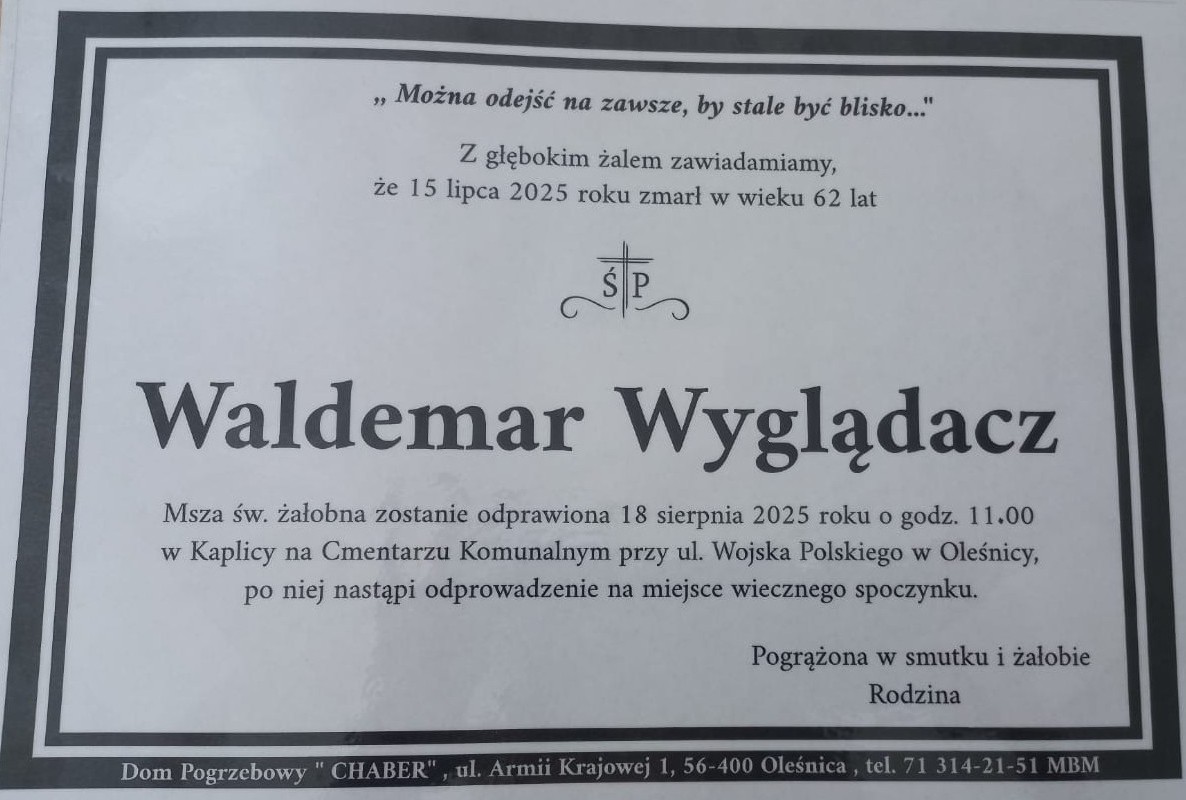 „ Można odejść na zawsze, by stale być blisko..."
Z głębokim żalem zawiadamiamy,
że 15 lipca 2025 roku zmarł w wieku 62 lat
Ś P
Waldemar Wyglądacz
Msza św. żałobna zostanie odprawiona 18 sierpnia 2025 roku o godz. 11.00
w Kaplicy na Cmentarzu Komunalnym przy ul. Wojska Polskiego w Oleśnicy,
po niej nastąpi odprowadzenie na miejsce wiecznego spoczynku.
Pogrążona w smutku i żałobie
Rodzina
Dom Pogrzebowy " CHABER" , ul. Armii Krajowej 1, 56-400 Oleśnica , tel. 71 314-21-51 MBM